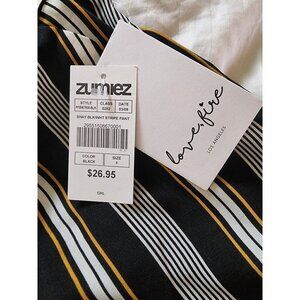 zumiez
STYLE
CLASS
DATE
SHAY BLK/WHT STRIPE PANT
COLOR
BLACK
SIZE
$26.95
love, fire
LOS ANGELES